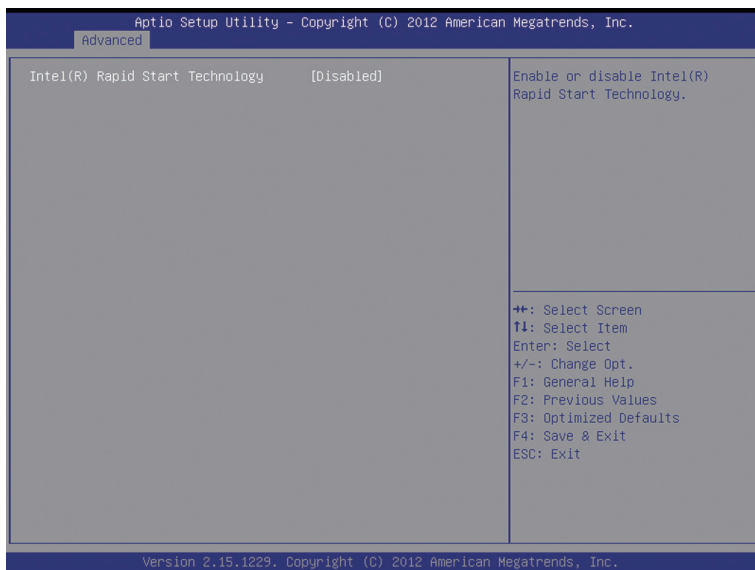 Aptio Setup Utility – Copyright (C) 2012 American Megatrends, Inc.
Advanced
Intel(R) Rapid Start Technology [Disabled]
Enable or disable Intel(R)
Rapid Start Technology.
→←: Select Screen
↑↓: Select Item
Enter: Select
+/-: Change Opt.
F1: General Help
F2: Previous Values
F3: Optimized Defaults
F4: Save & Exit
ESC: Exit
Version 2.15.1229. Copyright (C) 2012 American Megatrends, Inc.